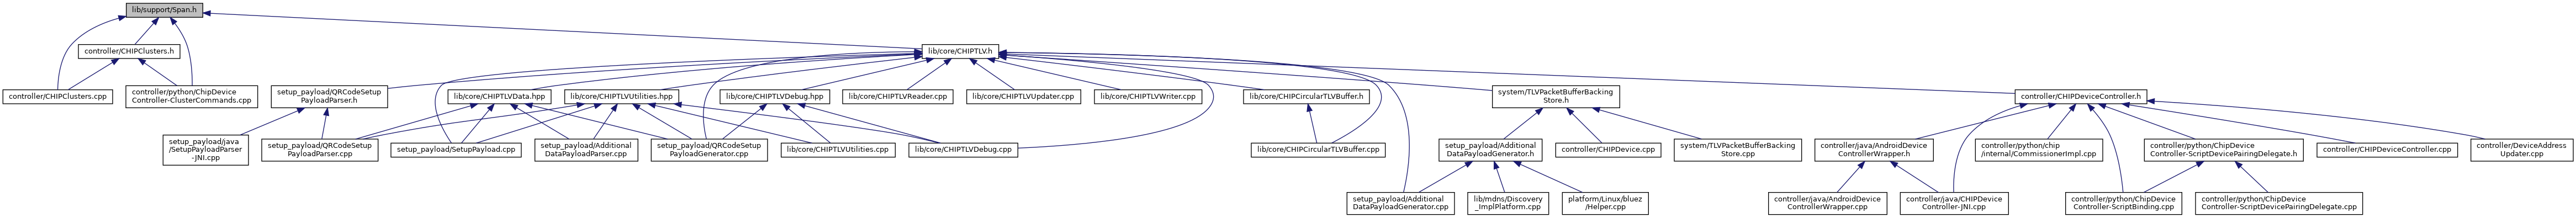 lib/support/Span.h
controller/CHIPClusters.h
lib/core/CHIPTLV.h
controller/CHIPClusters.cpp
controller/python/ChipDevice
Controller-ClusterCommands.cpp
setup_payload/QRCodeSetup
PayloadParser.h
lib/core/CHIPTLVData.hpp
lib/core/CHIPTLVUtilities.hpp
lib/core/CHIPTLVDebug.hpp
lib/core/CHIPTLVReader.cpp
lib/core/CHIPTLVUpdater.cpp
lib/core/CHIPTLVWriter.cpp
lib/core/CHIPCircularTLVBuffer.h
system/TLVPacketBufferBacking
Store.h
controller/CHIPDeviceController.h
setup_payload/java
/SetupPayloadParser
-JNI.cpp
setup_payload/QRCodeSetup
PayloadParser.cpp
setup_payload/SetupPayload.cpp
setup_payload/Additional
DataPayloadParser.cpp
setup_payload/QRCodeSetup
PayloadGenerator.cpp
lib/core/CHIPTLVUtilities.cpp
lib/core/CHIPTLVDebug.cpp
lib/core/CHIPCircularTLVBuffer.cpp
setup_payload/Additional
DataPayloadGenerator.h
controller/CHIPDevice.cpp
system/TLVPacketBufferBacking
Store.cpp
controller/java/AndroidDevice
ControllerWrapper.h
controller/python/chip
/internal/CommissionerImpl.cpp
controller/python/ChipDevice
Controller-ScriptDevicePairingDelegate.h
controller/CHIPDeviceController.cpp
controller/DeviceAddress
Updater.cpp
setup_payload/Additional
DataPayloadGenerator.cpp
lib/mdns/Discovery
_ImplPlatform.cpp
platform/Linux/bluez
/Helper.cpp
controller/java/AndroidDevice
ControllerWrapper.cpp
controller/java/CHIPDevice
Controller-JNI.cpp
controller/python/ChipDevice
Controller-ScriptBinding.cpp
controller/python/ChipDevice
Controller-ScriptDevicePairingDelegate.cpp